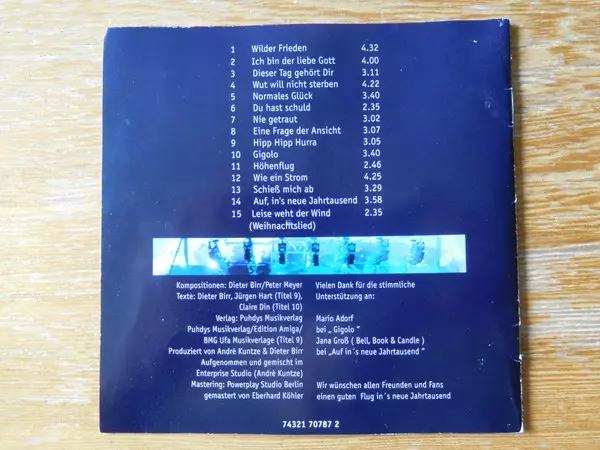 1 Wilder Frieden 4.32
2 Ich bin der liebe Gott 4.00
3 Dieser Tag gehört Dir 3.11
4 Wut will nicht sterben 4.22
5 Normales Glück 3.40
6 Du hast schuld 2.35
7 Nie getraut 3.02
8 Eine Frage der Ansicht 3.07
9 Hipp Hipp Hurra 3.05
10 Gigolo 3.40
11 Höhenflug 2.46
12 Wie ein Strom 4.25
13 Schieß mich ab 3.29
14 Auf, in's neue Jahrtausend 3.58
15 Leise weht der Wind 2.35
(Weihnachtslied)
Kompositionen: Dieter Birr/Peter Meyer
Texte: Dieter Birr, Jürgen Hart (Titel 9),
Claire Din (Titel 10)
Verlag: Puhdys Musikverlag
Puhdys Musikverlag/Edition Amiga/
BMG Ufa Musikverlage (Titel 9)
Produziert von Andrè Kuntze & Dieter Birr
Aufgenommen und gemischt im
Enterprise Studio (Andrè Kuntze)
Mastering: Powerplay Studio Berlin
gemastert von Eberhard Köhler
Vielen Dank für die stimmliche
Unterstützung an:
Mario Adorf
bei „ Gigolo "
Jana Groß ( Bell, Book & Candle )
bei „Auf in´s neue Jahrtausend "
Wir wünschen allen Freunden und Fans
einen guten Flug in´s neue Jahrtausend
74321 70787 2